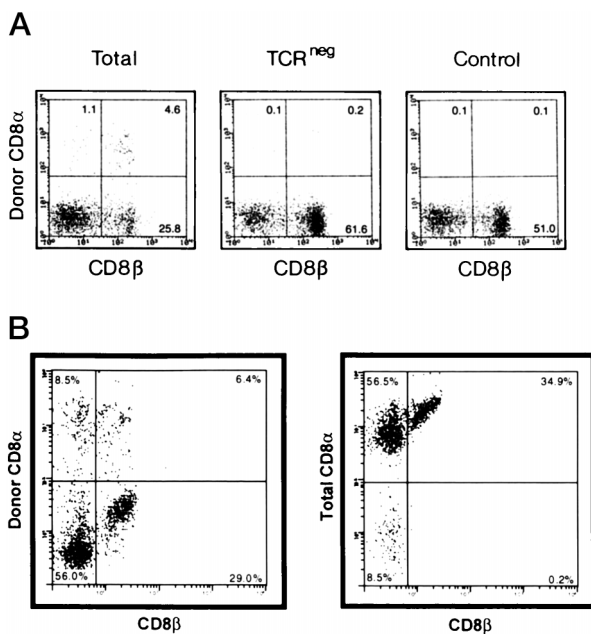 A
Total
TCRneg
Control
Donor CD8α
1.1
4.6
25.8
0.1
0.2
61.6
0.1
0.1
51.0
CD8β
CD8β
CD8β
B
Donor CD8α
8.5%
6.4%
56.0%
29.0%
CD8β
Total CD8α
56.5%
34.9%
8.5%
0.2%
CD8β